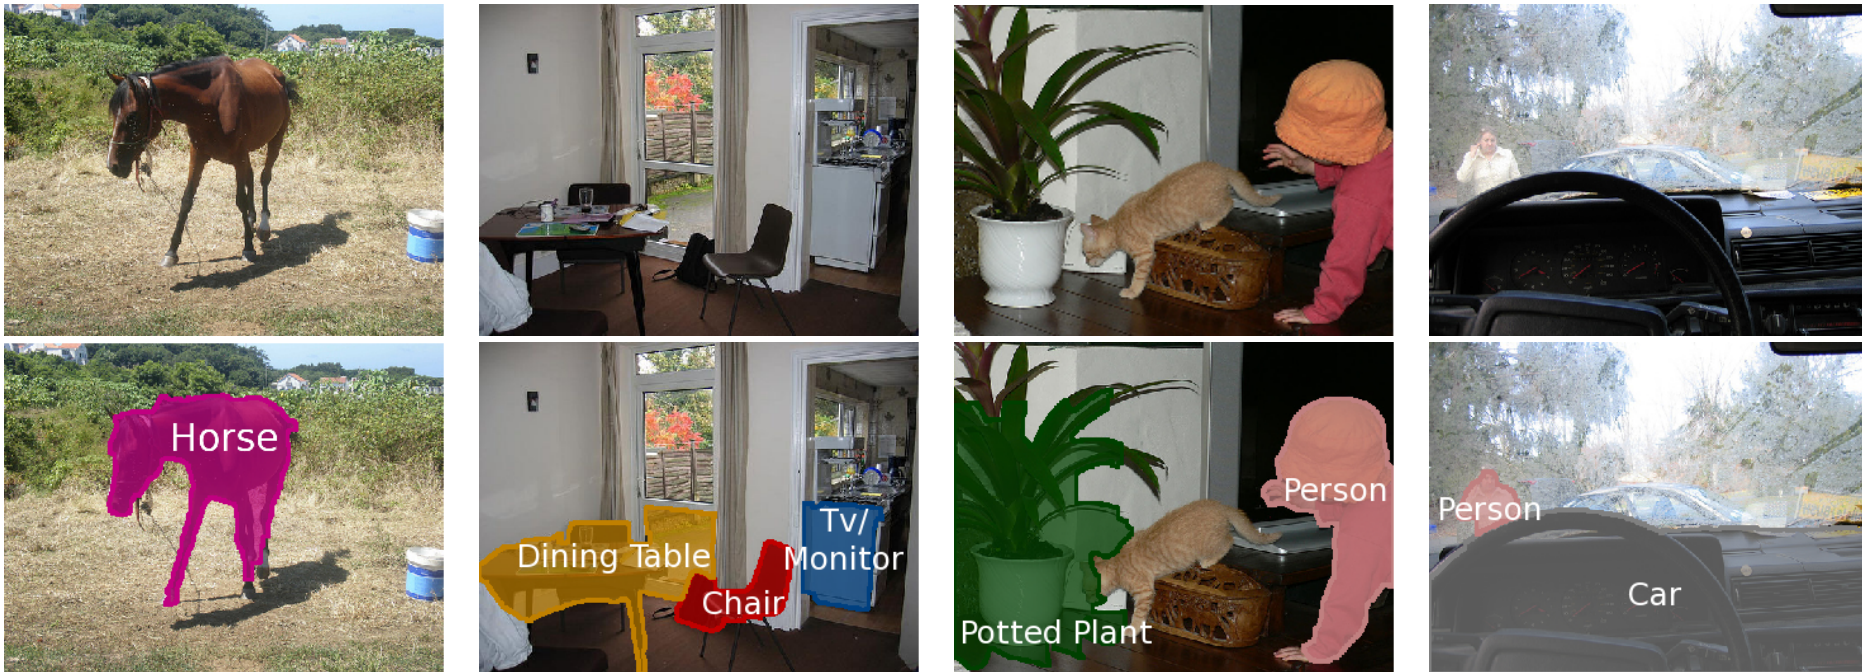 Horse
Dining Table
Chair
Tv/
Monitor
Potted Plant
Person
Person
Car